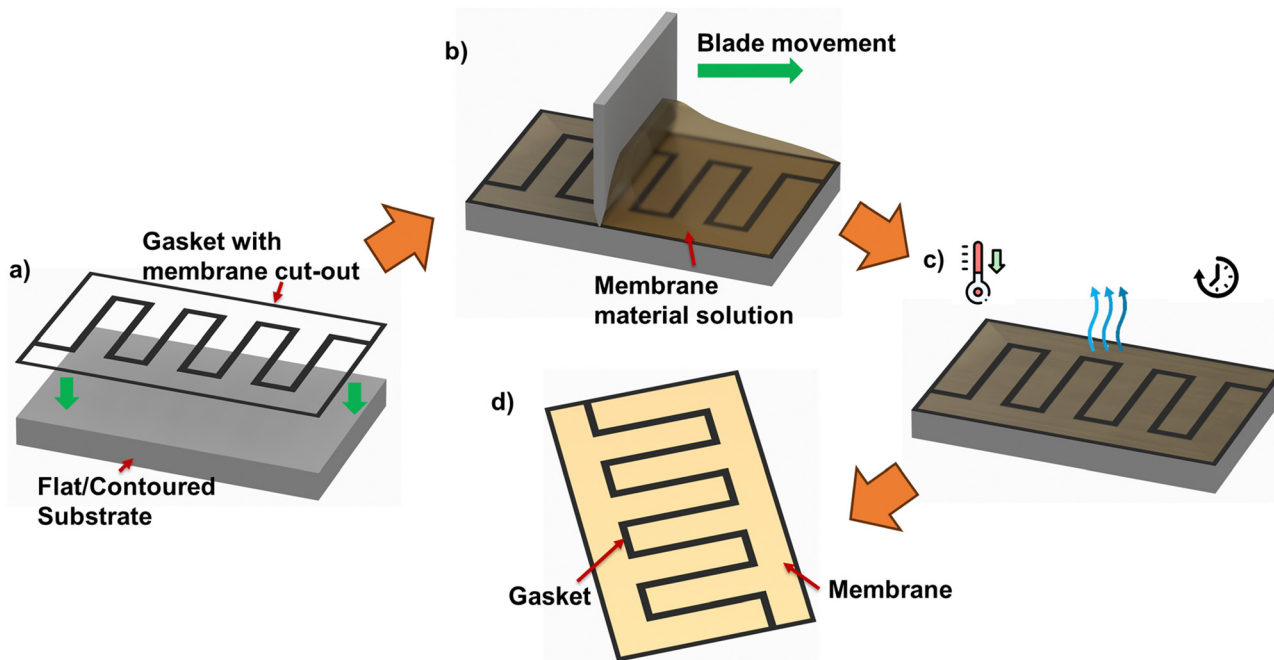 a)
Gasket with
membrane cut-out
Flat/Contoured
Substrate
b)
Blade movement
Membrane
material solution
c)
d)
Gasket
Membrane